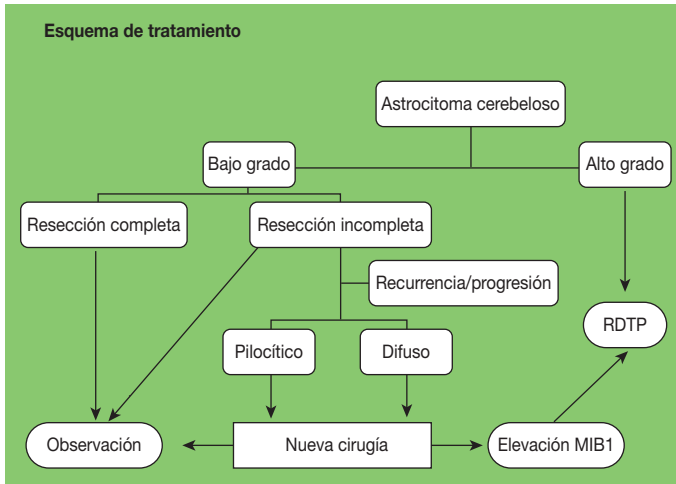 Esquema de tratamiento
Astrocitoma cerebeloso
Bajo grado
Alto grado
Resección completa
Resección incompleta
Recurrencia/progresión
RDTP
Pilocítico
Difuso
Observación
Nueva cirugía
Elevación MIB1